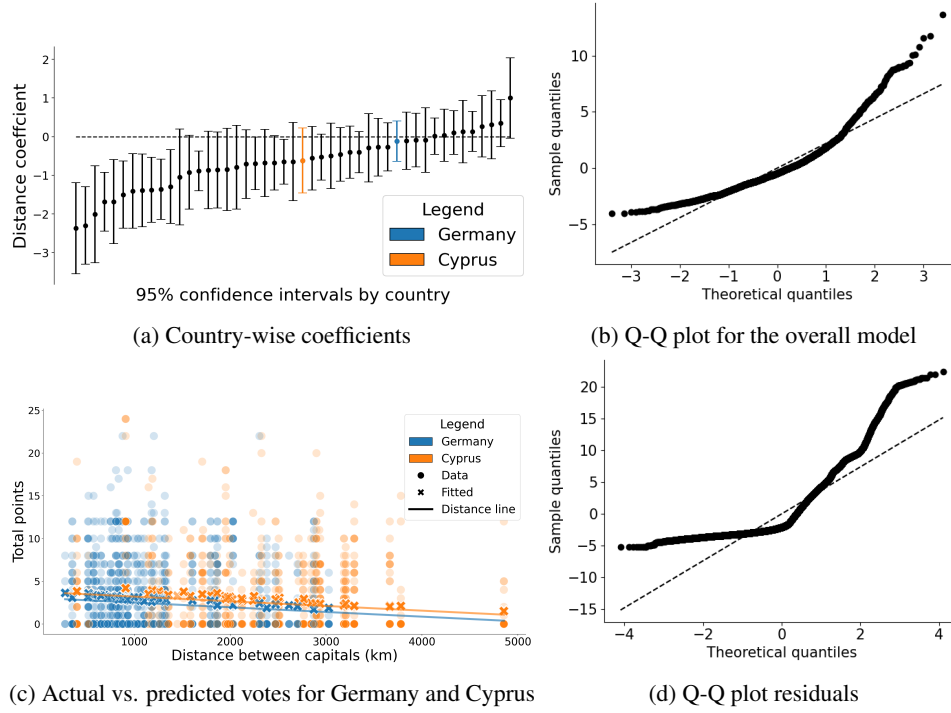 2
1
0
−1
−2
−3
Distance coeffcient
Legend
Germany
Cyprus
95% confidence intervals by country
(a) Country-wise coefficients
10
5
0
−5
Sample quantiles
−3 −2 −1 0 1 2 3
Theoretical quantiles
(b) Q-Q plot for the overall model
25
20
15
10
5
0
Total points
Legend
Germany
Cyprus
Data
Fitted
Distance line
1000 2000 3000 4000 5000
Distance between capitals (km)
(c) Actual vs. predicted votes for Germany and Cyprus
20
15
10
5
0
−5
−10
−15
Sample quantiles
−4 −2 0 2 4
Theoretical quantiles
(d) Q-Q plot residuals